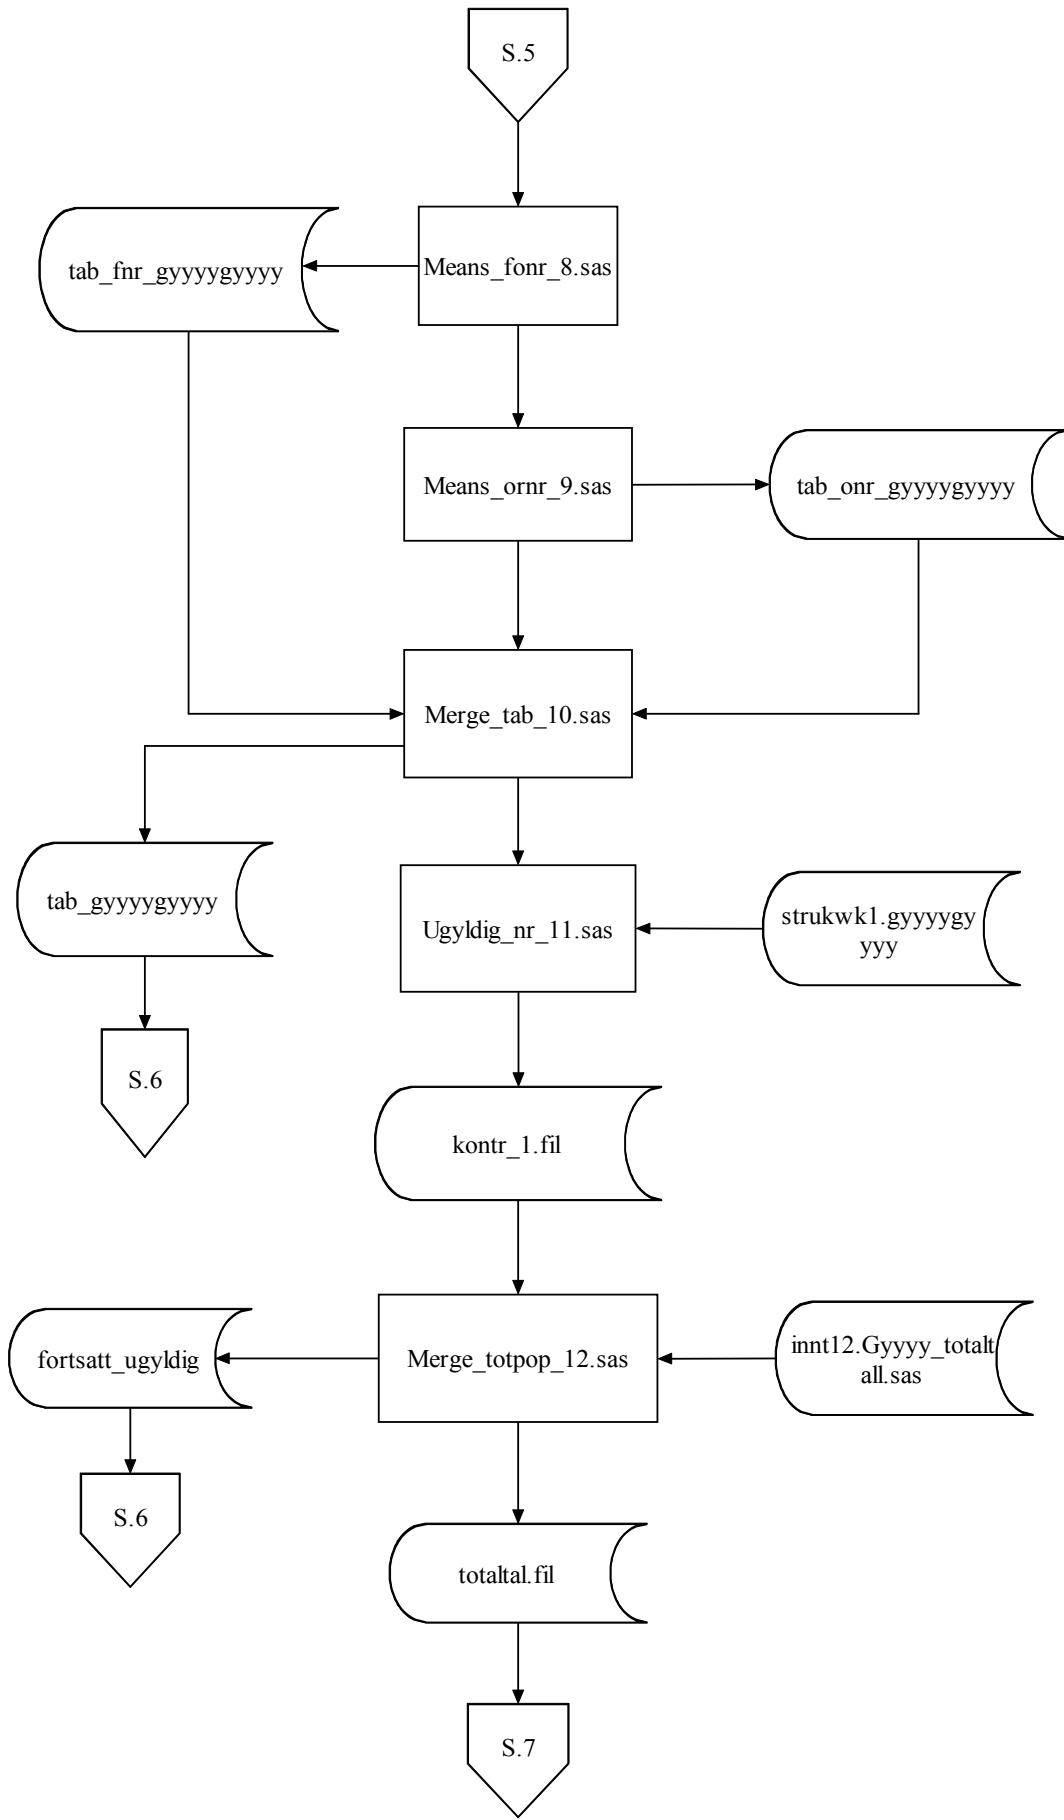 S.5
tab_fnr_gyyyygyyyy
Means_fonr_8.sas
Means_ornr_9.sas
tab_onr_gyyyygyyyy
Merge_tab_10.sas
tab_gyyyygyyyy
Ugyldig_nr_11.sas
strukwk1.gyyyygy
yyy
S.6
kontr_1.fil
fortsatt_ugyldig
Merge_totpop_12.sas
innt12.Gyyyy_totalt
all.sas
S.6
totaltal.fil
S.7